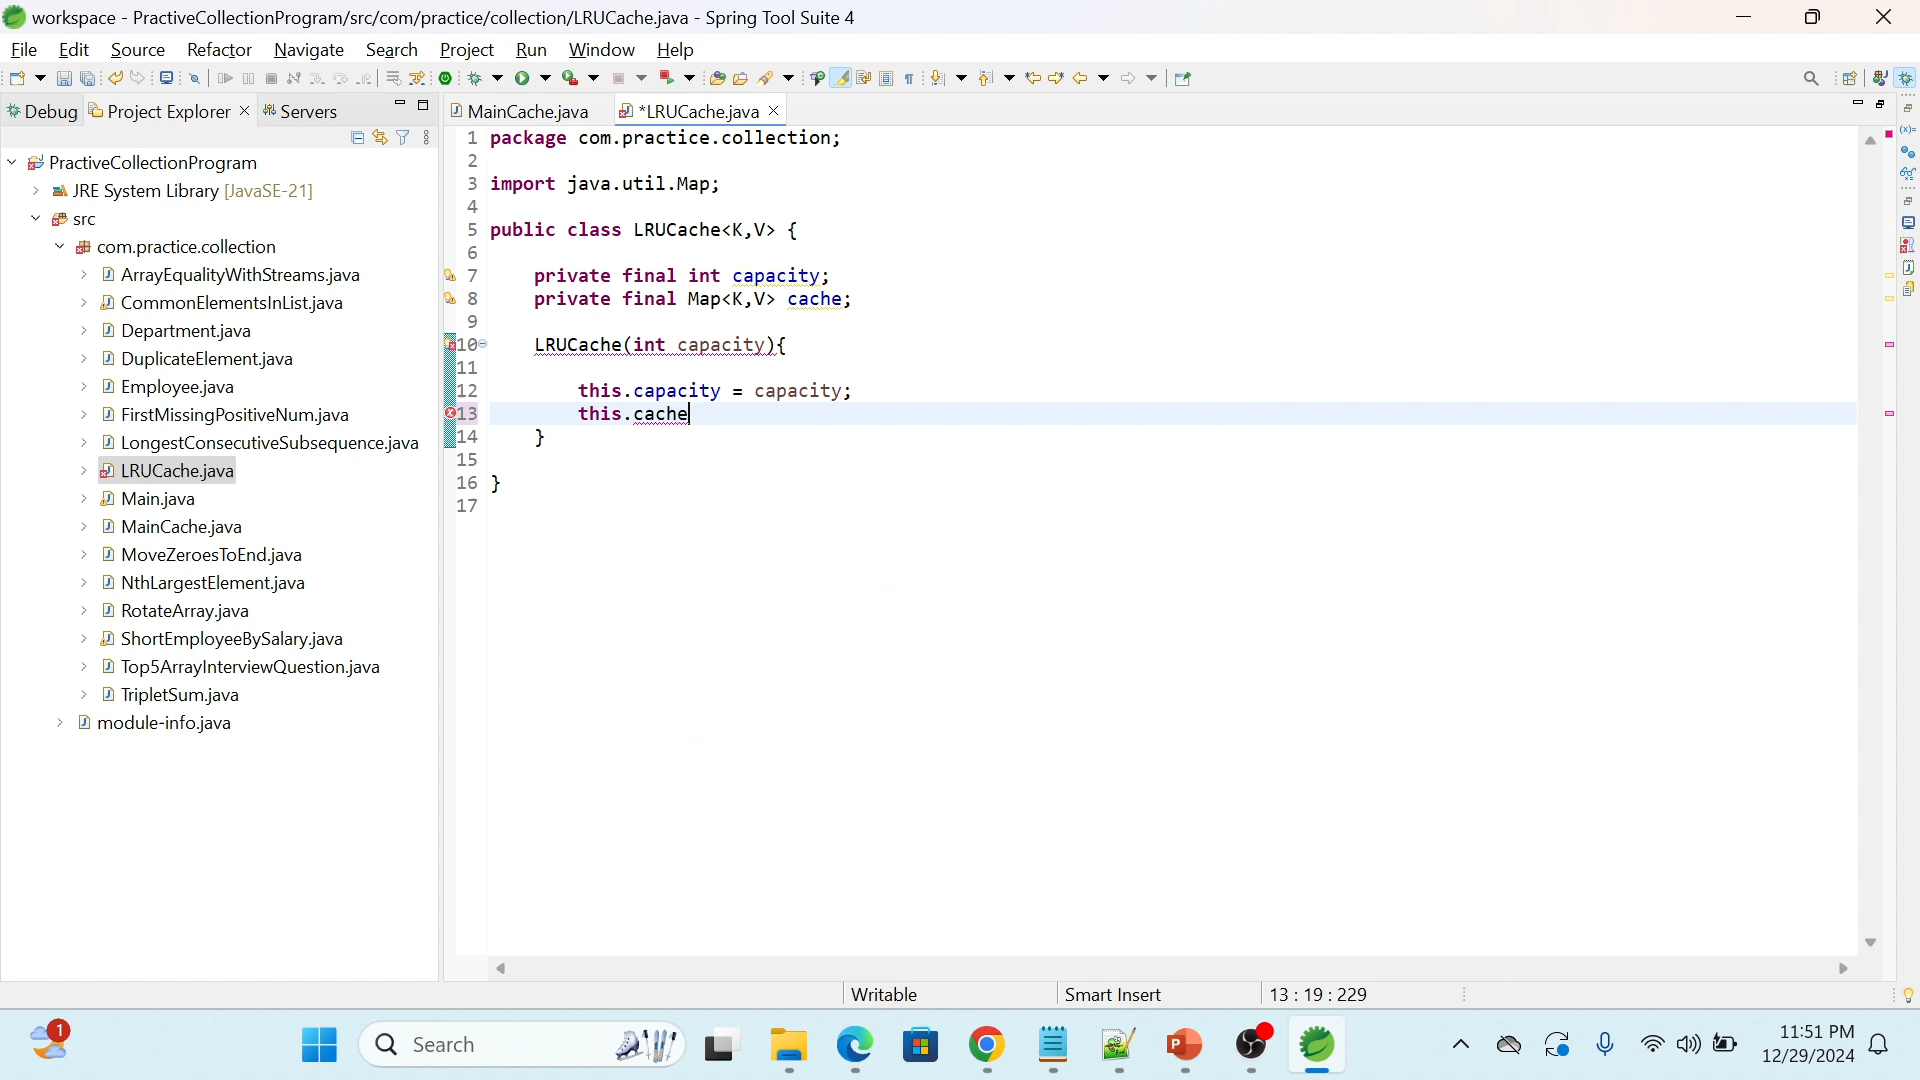 workspace - PractiveCollectionProgram/src/com/practice/collection/LRUCache.java - Spring Tool Suite 4
File Edit Source Refactor Navigate Search Project Run Window Help
Debug Project Explorer Servers
MainCache.java *LRUCache.java
PractiveCollectionProgram
JRE System Library [JavaSE-21]
src
com.practice.collection
ArrayEqualityWithStreams.java
CommonElementsInList.java
Department.java
DuplicateElement.java
Employee.java
FirstMissingPositiveNum.java
LongestConsecutiveSubsequence.java
LRUCache.java
Main.java
MainCache.java
MoveZeroesToEnd.java
NthLargestElement.java
RotateArray.java
ShortEmployeeBySalary.java
Top5ArrayInterviewQuestion.java
TripletSum.java
module-info.java
1 package com.practice.collection;
2
3 import java.util.Map;
4
5 public class LRUCache<K,V> {
6
7 private final int capacity;
8 private final Map<K,V> cache;
9
10 LRUCache(int capacity){
11
12 this.capacity = capacity;
13 this.cache
14 }
15
16 }
17
Writable Smart Insert 13 : 19 : 229
1 Search 11:51 PM
12/29/2024